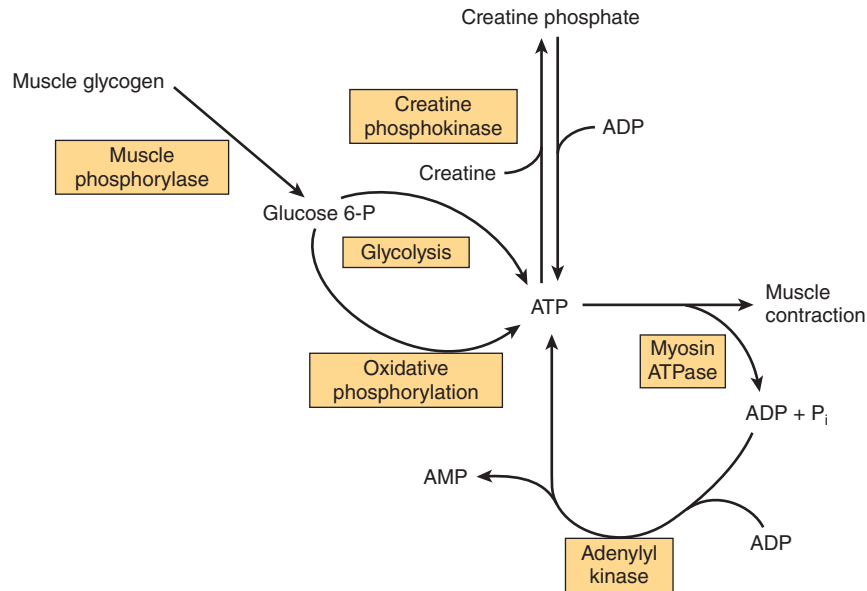 Creatine phosphate
Muscle glycogen
Creatine
phosphokinase
ADP
Muscle
phosphorylase
Creatine
Glucose 6-P
Glycolysis
ATP
Muscle
contraction
Myosin
ATPase
Oxidative
phosphorylation
ADP + Pi
AMP
ADP
Adenylyl
kinase